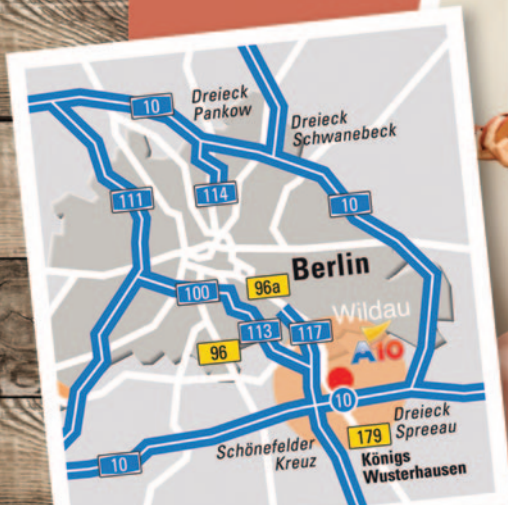 10
Dreieck
Pankow
Dreieck
Schwanebeck
111
114
10
Berlin
100
96a
Wildau
113
117
96
A10
10
Dreieck
Spreeau
179
Schönefelder
Kreuz
Königs
Wusterhausen
10